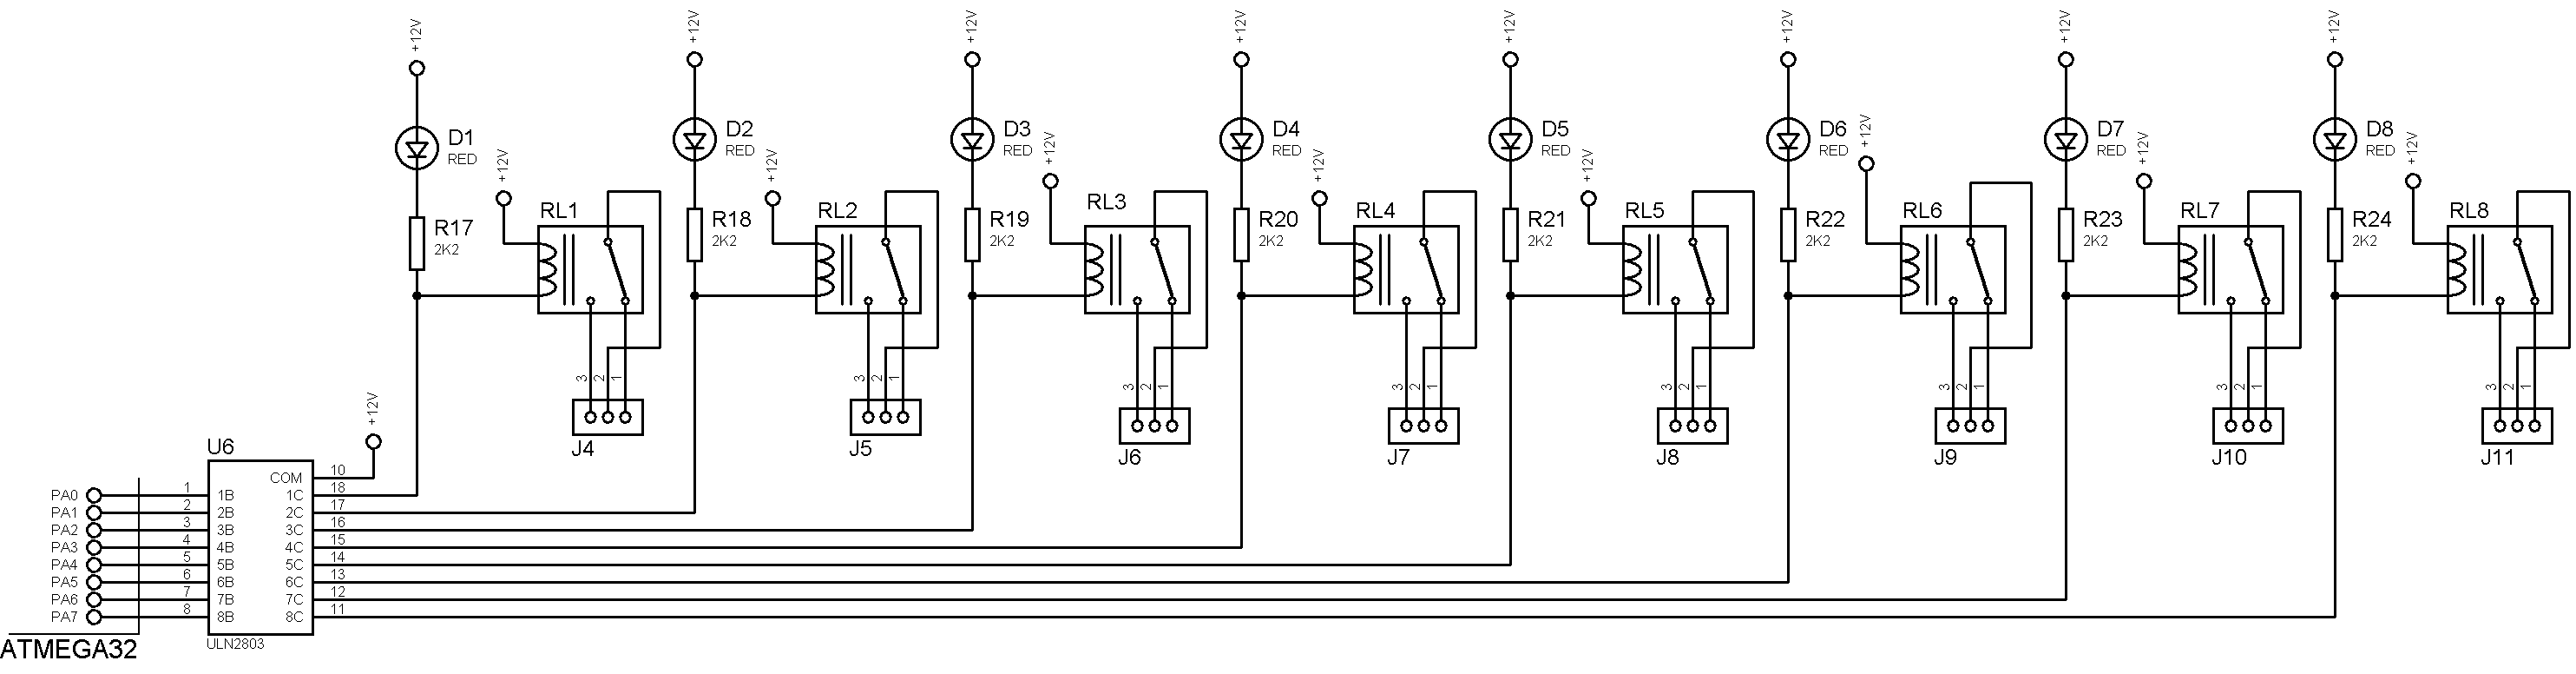 +12V +12V +12V +12V +12V +12V +12V +12V
D1 D2 D3 D4 D5 D6 D7 D8
RED RED RED RED RED RED RED RED
+12V +12V +12V +12V +12V +12V +12V +12V
RL1 RL2 RL3 RL4 RL5 RL6 RL7 RL8
R17 R18 R19 R20 R21 R22 R23 R24
2K2 2K2 2K2 2K2 2K2 2K2 2K2 2K2
3 2 1 3 2 1 3 2 1 3 2 1 3 2 1 3 2 1 3 2 1 3 2 1
J4 J5 J6 J7 J8 J9 J10 J11
+12V
U6
COM 10
PA0 1 1B 1C 18
PA1 2 2B 2C 17
PA2 3 3B 3C 16
PA3 4 4B 4C 15
PA4 5 5B 5C 14
PA5 6 6B 6C 13
PA6 7 7B 7C 12
PA7 8 8B 8C 11
ATMEGA32 ULN2803